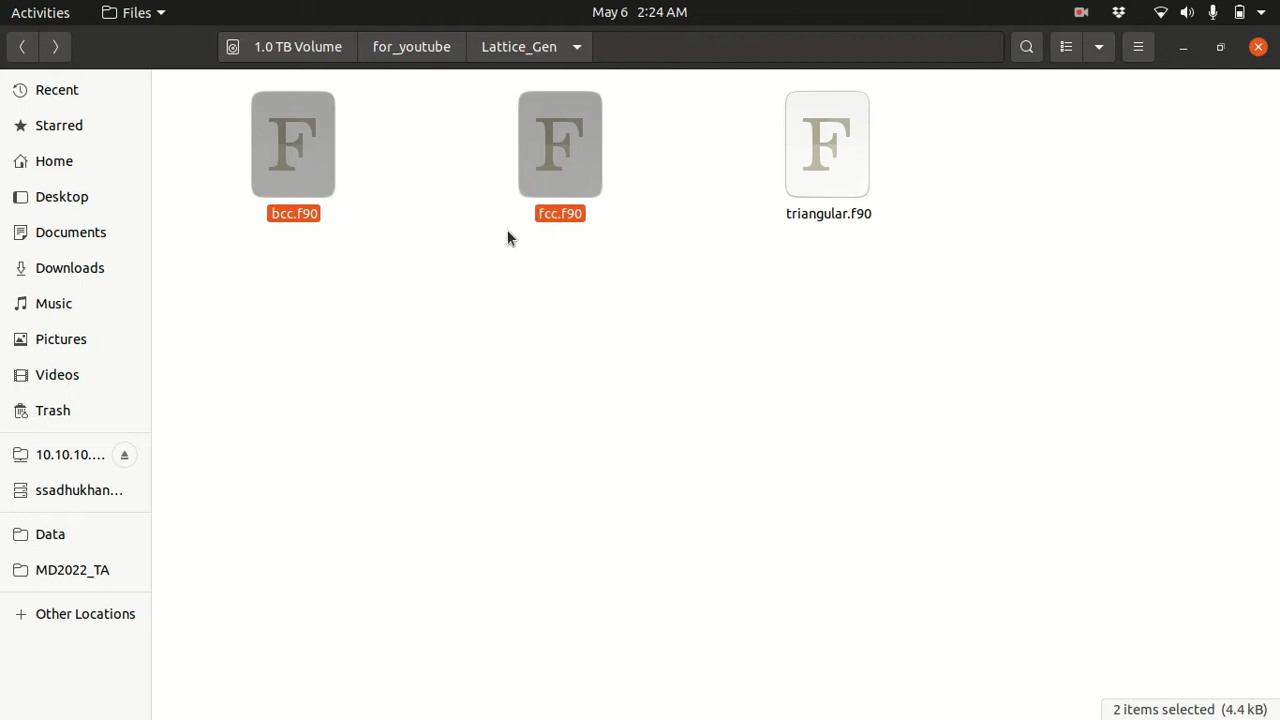 Activities
Files
May 6 2:24 AM
1.0 TB Volume
for_youtube
Lattice_Gen
Recent
Starred
Home
Desktop
Documents
Downloads
Music
Pictures
Videos
Trash
10.10.10....
ssadhukhan...
Data
MD2022_TA
Other Locations
F
F
F
bcc.f90
fcc.f90
triangular.f90
2 items selected (4.4 kB)